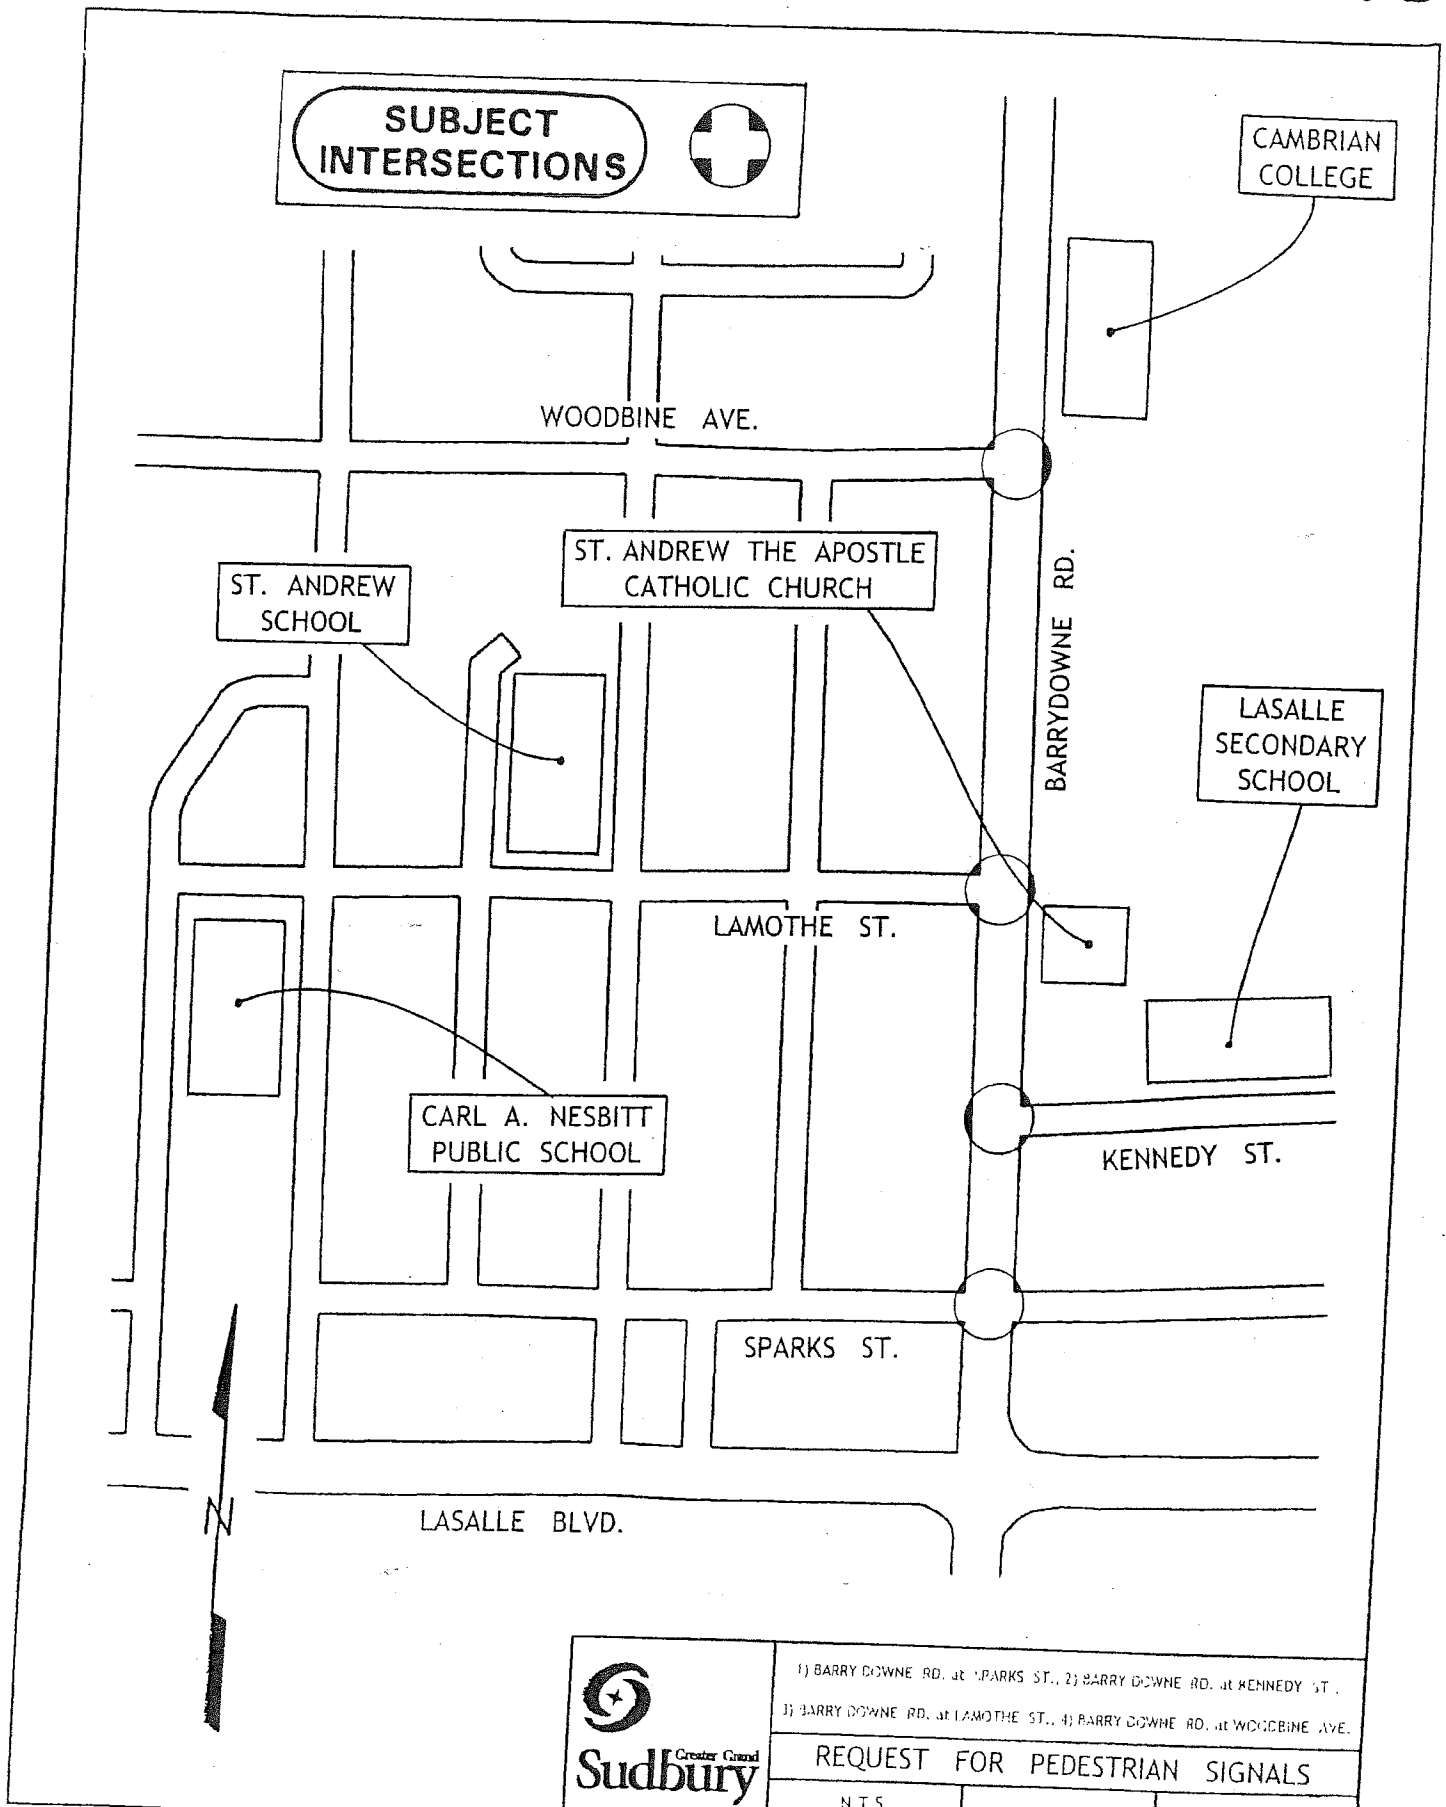 SUBJECT
INTERSECTIONS
CAMBRIAN
COLLEGE
WOODBINE AVE.
ST. ANDREW THE APOSTLE
CATHOLIC CHURCH
ST. ANDREW
SCHOOL
BARRYDOWNE RD.
LASALLE
SECONDARY
SCHOOL
LAMOTHE ST.
CARL A. NESBITT
PUBLIC SCHOOL
KENNEDY ST.
SPARKS ST.
N
LASALLE BLVD.
1) BARRY DOWNE RD. at SPARKS ST., 2) BARRY DOWNE RD. at KENNEDY ST.,
3) BARRY DOWNE RD. at LAMOTHE ST., 4) BARRY DOWNE RD. at WOODBINE AVE.
Greater Grand
Sudbury
REQUEST FOR PEDESTRIAN SIGNALS
N.T.S.